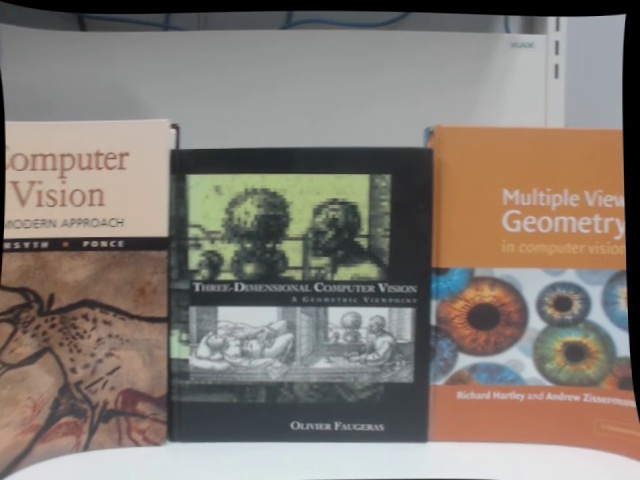 Computer
Vision
MODERN APPROACH
RSYTH ■ PONCE
THREE-DIMENSIONAL COMPUTER VISION
A GEOMETRIC VIEWPOINT
OLIVIER FAUGERAS
Multiple View
Geometry
in computer vision
Richard Hartley and Andrew Zisserman